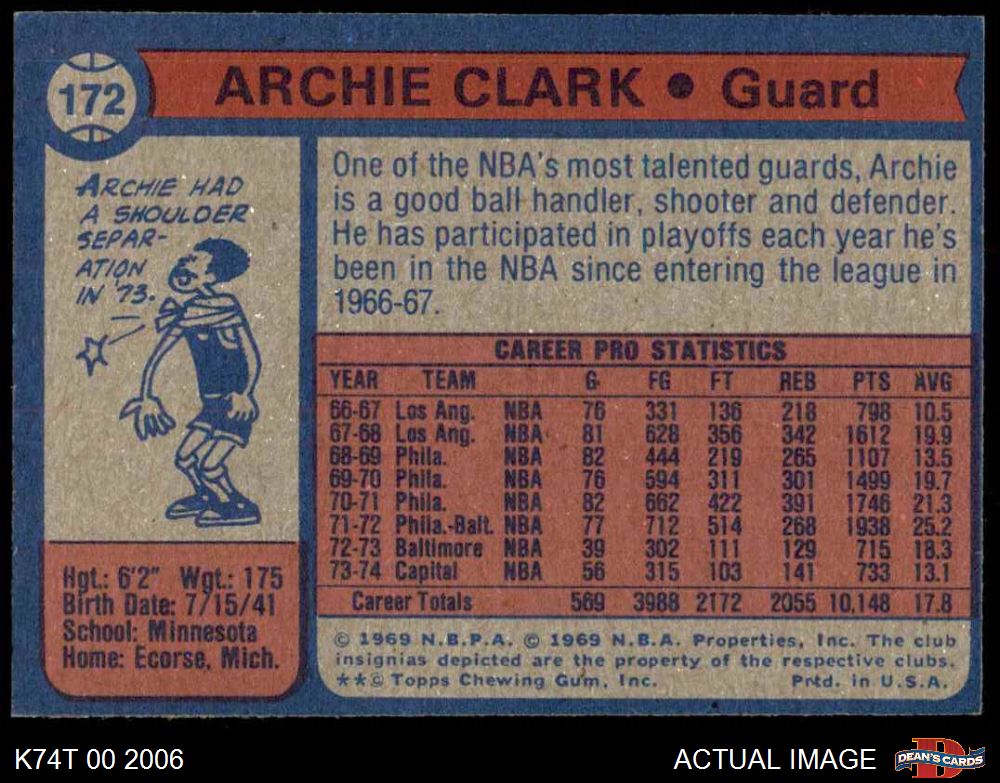 172
ARCHIE CLARK • Guard
ARCHIE HAD
A SHOULDER
SEPAR-
ATION
IN '73.
One of the NBA's most talented guards, Archie
is a good ball handler, shooter and defender.
He has participated in playoffs each year he's
been in the NBA since entering the league in
1966-67.
CAREER PRO STATISTICS
YEAR TEAM G FG FT REB PTS AVG
66-67 Los Ang. NBA 76 331 136 218 798 10.5
67-68 Los Ang. NBA 81 628 356 342 1612 19.9
68-69 Phila. NBA 82 444 219 265 1107 13.5
69-70 Phila. NBA 76 594 311 301 1499 19.7
70-71 Phila. NBA 82 662 422 391 1746 21.3
71-72 Phila.-Balt. NBA 77 712 514 268 1938 25.2
72-73 Baltimore NBA 39 302 111 129 715 18.3
73-74 Capital NBA 56 315 103 141 733 13.1
Career Totals 569 3988 2172 2055 10,148 17.8
Hgt.: 6'2" Wgt.: 175
Birth Date: 7/15/41
School: Minnesota
Home: Ecorse, Mich.
© 1969 N.B.P.A. © 1969 N.B.A. Properties, Inc. The club
insignias depicted are the property of the respective clubs.
**© Topps Chewing Gum, Inc. Prtd. in U.S.A.
K74T 00 2006
ACTUAL IMAGE
DEAN'S CARDS